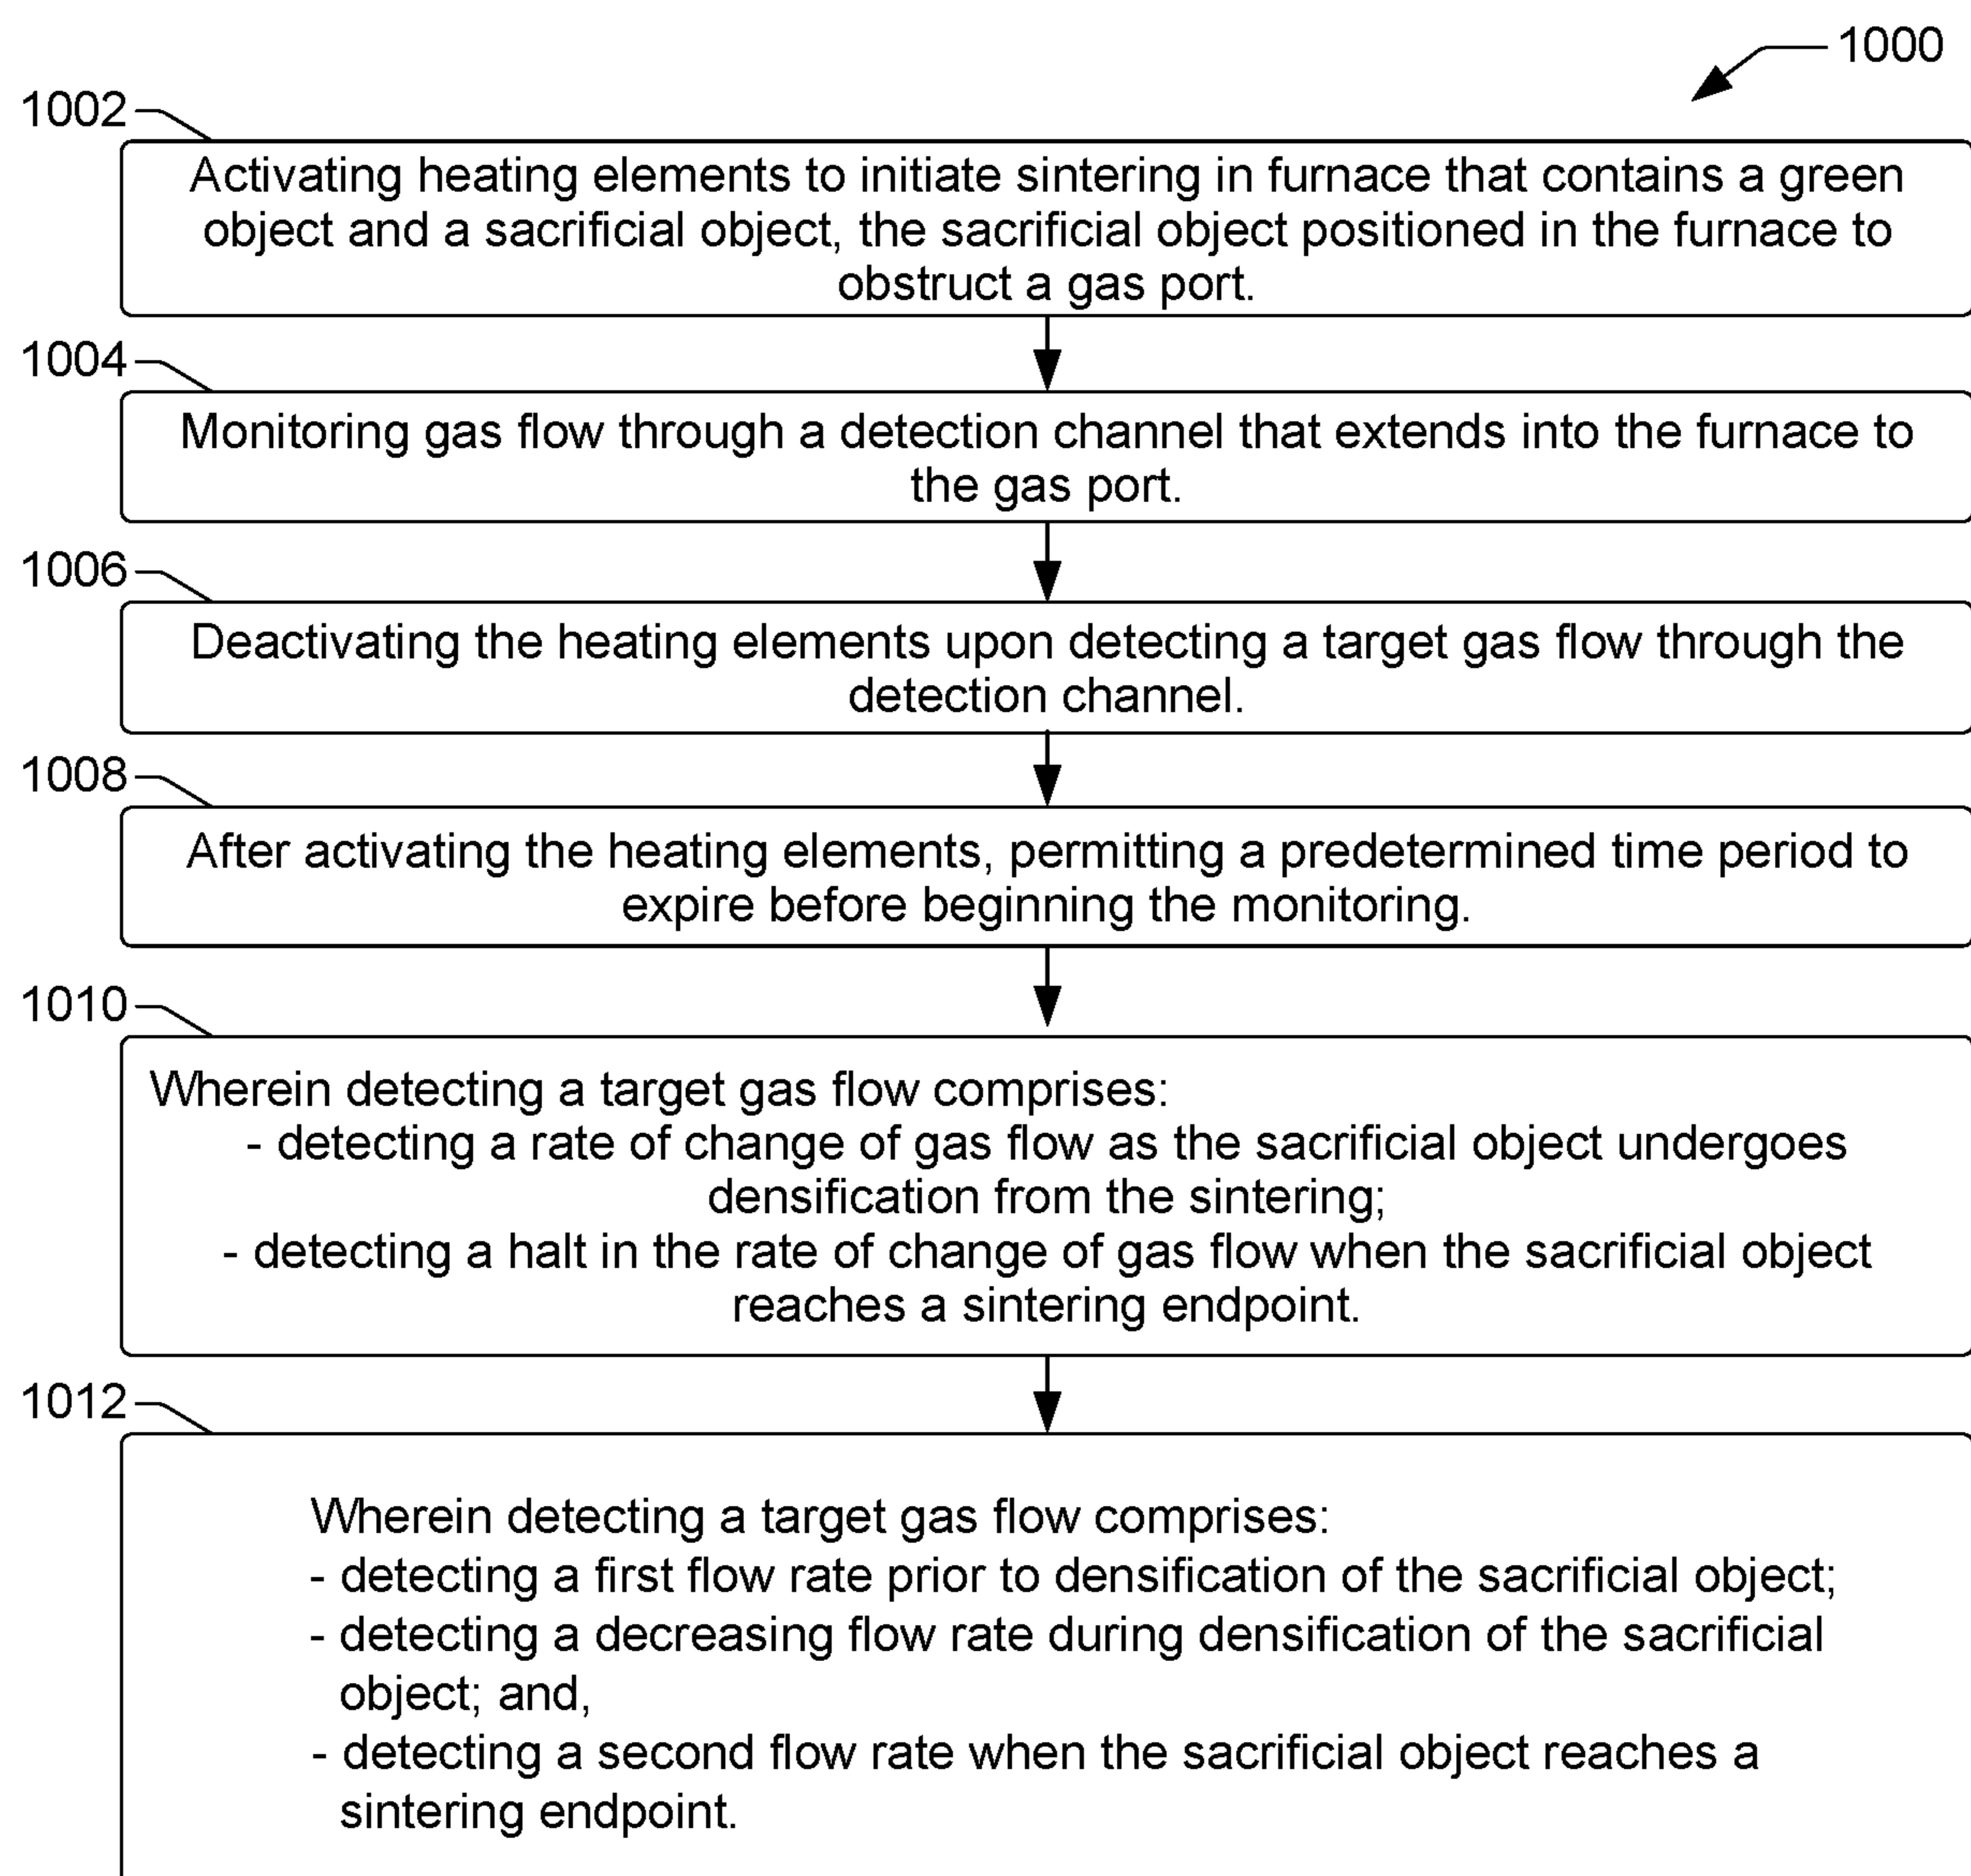 1000
1002
Activating heating elements to initiate sintering in furnace that contains a green
object and a sacrificial object, the sacrificial object positioned in the furnace to
obstruct a gas port.
1004
Monitoring gas flow through a detection channel that extends into the furnace to
the gas port.
1006
Deactivating the heating elements upon detecting a target gas flow through the
detection channel.
1008
After activating the heating elements, permitting a predetermined time period to
expire before beginning the monitoring.
1010
Wherein detecting a target gas flow comprises:
- detecting a rate of change of gas flow as the sacrificial object undergoes
densification from the sintering;
- detecting a halt in the rate of change of gas flow when the sacrificial object
reaches a sintering endpoint.
1012
Wherein detecting a target gas flow comprises:
- detecting a first flow rate prior to densification of the sacrificial object;
- detecting a decreasing flow rate during densification of the sacrificial
object; and,
- detecting a second flow rate when the sacrificial object reaches a
sintering endpoint.